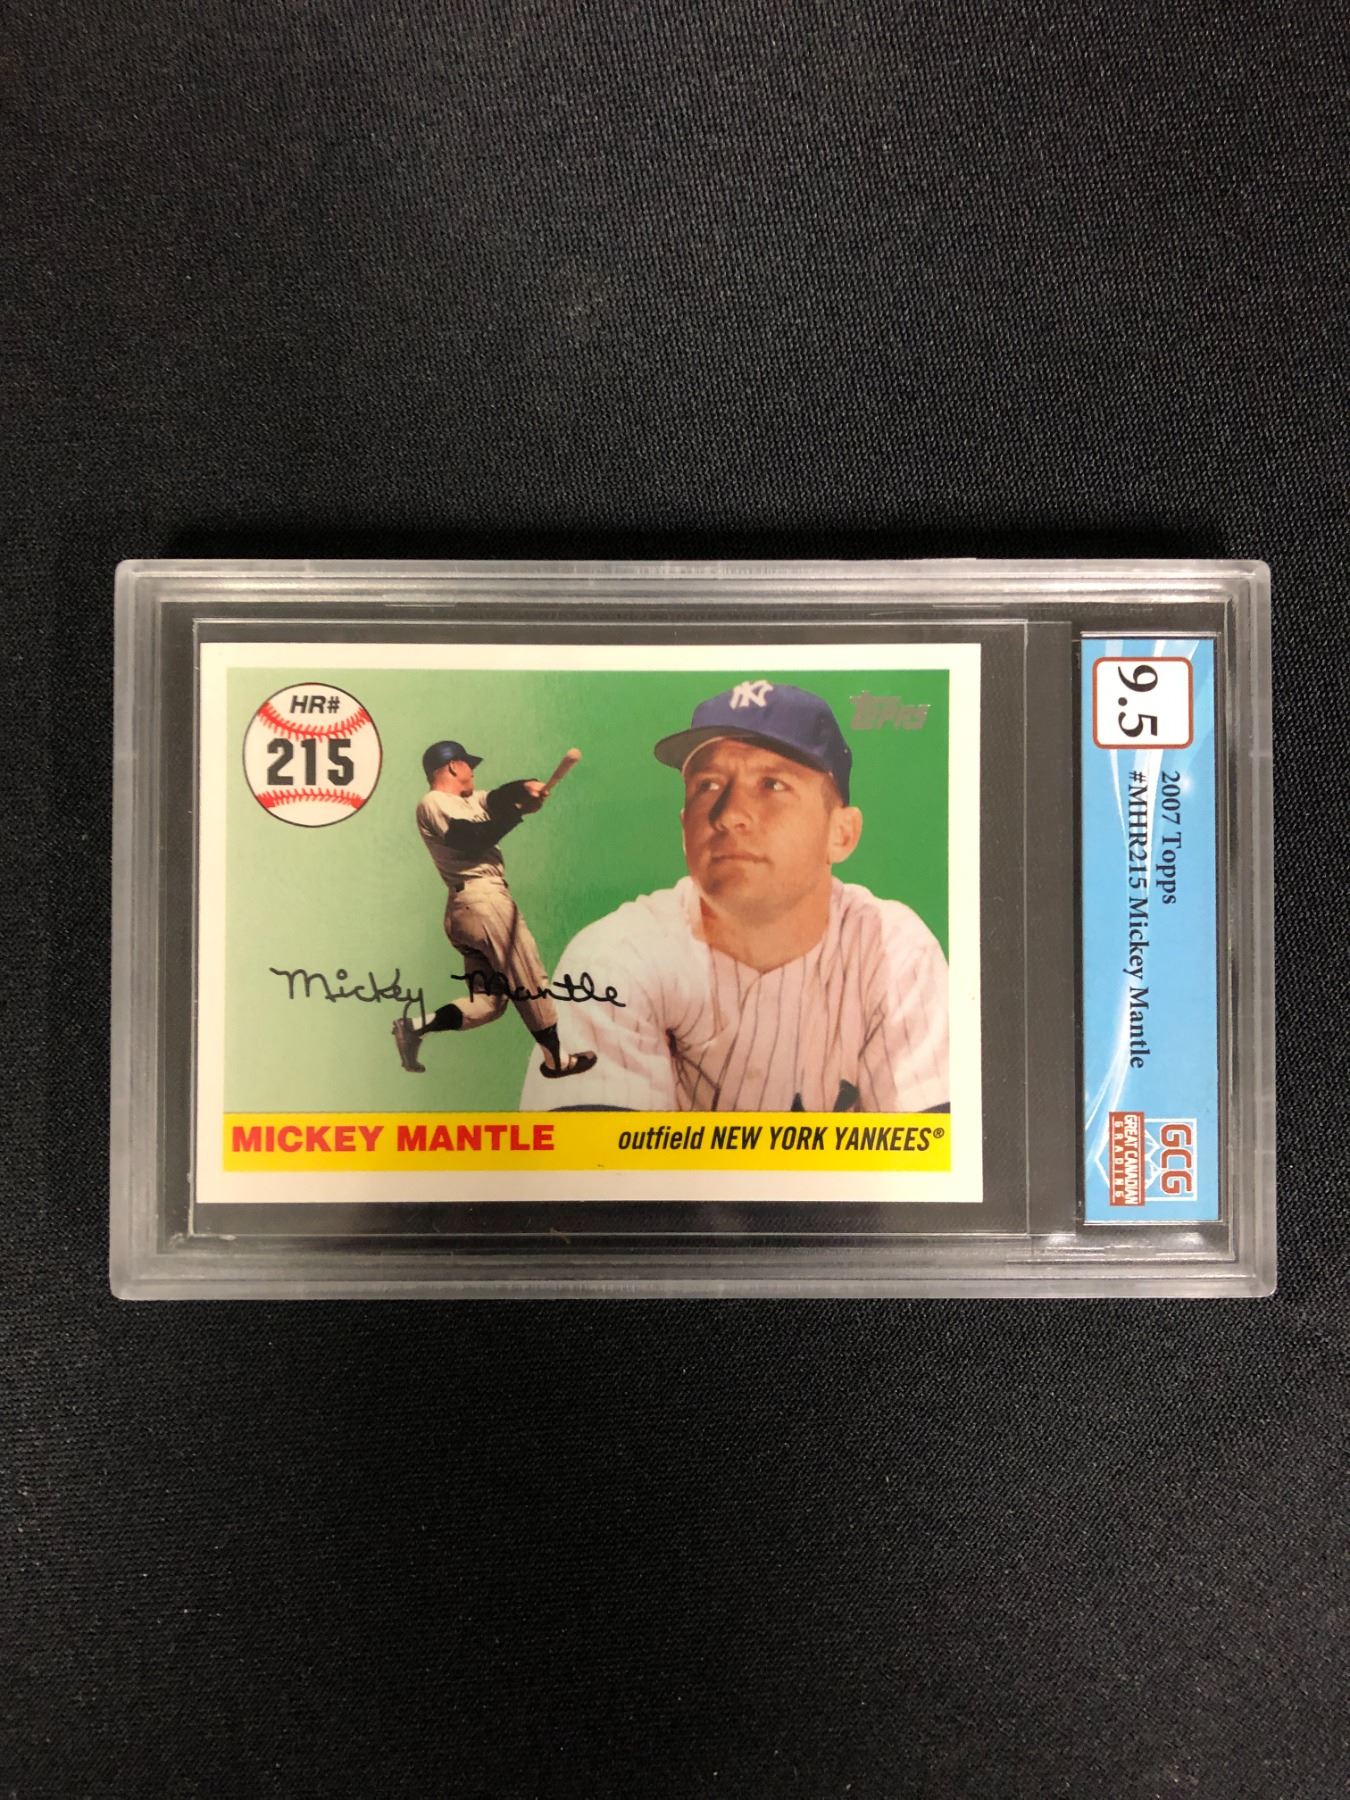 HR#
215
TOPPS
Mickey Mantle
MICKEY MANTLE
outfield NEW YORK YANKEES®
NY
9.5
2007 Topps
#MHR215 Mickey Mantle
GCG
GREAT CANADIAN
GRADING